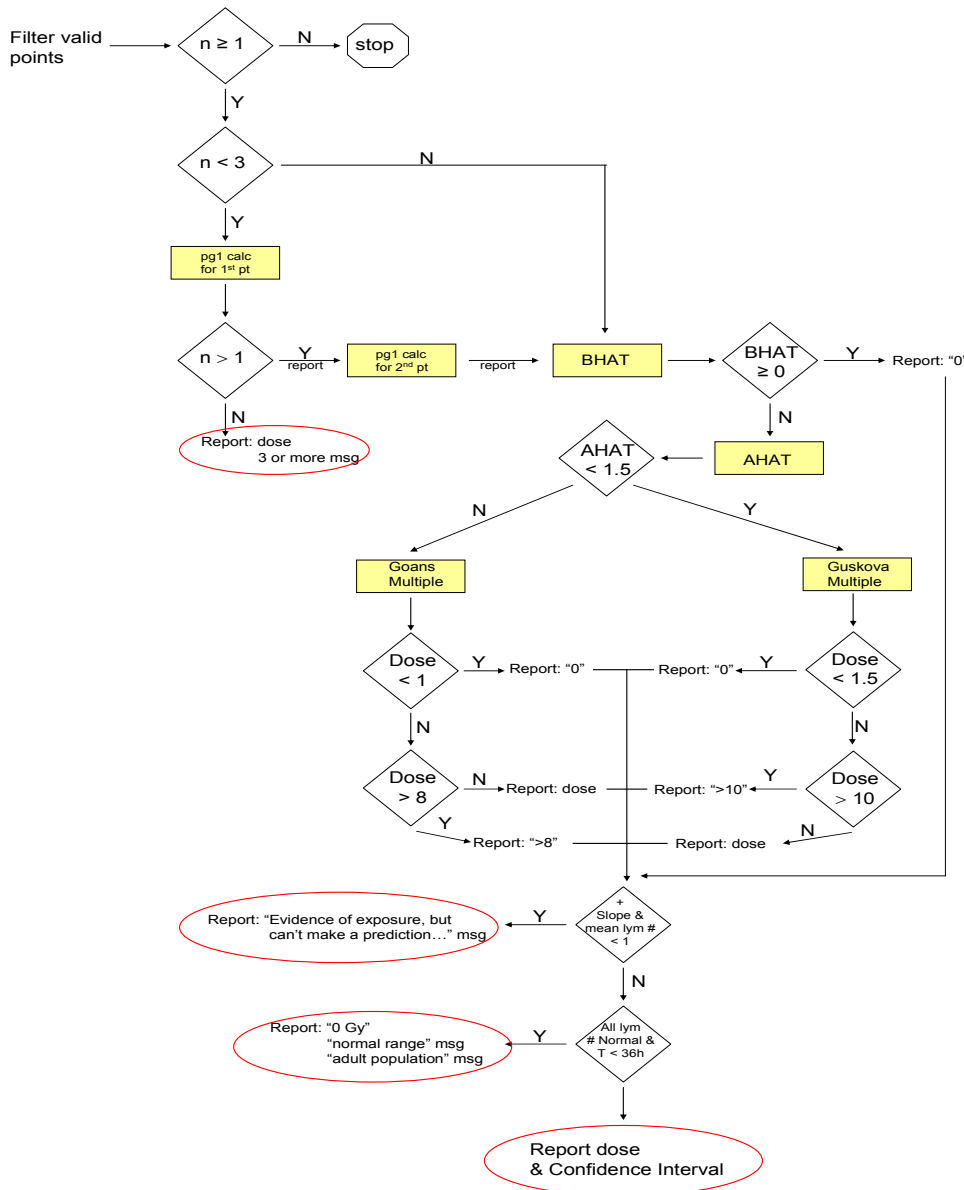 Filter valid
points
n ≥ 1
N
stop
Y
n < 3
N
Y
pg1 calc
for 1st pt
n > 1
Y
report
pg1 calc
for 2nd pt
report
BHAT
BHAT
≥ 0
Y
Report: “0”
N
Report: dose
3 or more msg
N
AHAT
AHAT
< 1.5
N
Y
Goans
Multiple
Guskova
Multiple
Dose
< 1
Y
Report: “0”
Report: “0”
Y
Dose
< 1.5
N
N
Dose
> 8
N
Report: dose
Report: “>10”
Y
Dose
> 10
Y
Report: “>8”
Report: dose
N
+
Slope &
mean lym #
< 1
Y
Report: “Evidence of exposure, but
can’t make a prediction…” msg
N
All lym
# Normal &
T < 36h
Y
Report: “0 Gy”
“normal range” msg
“adult population” msg
Report dose
& Confidence Interval